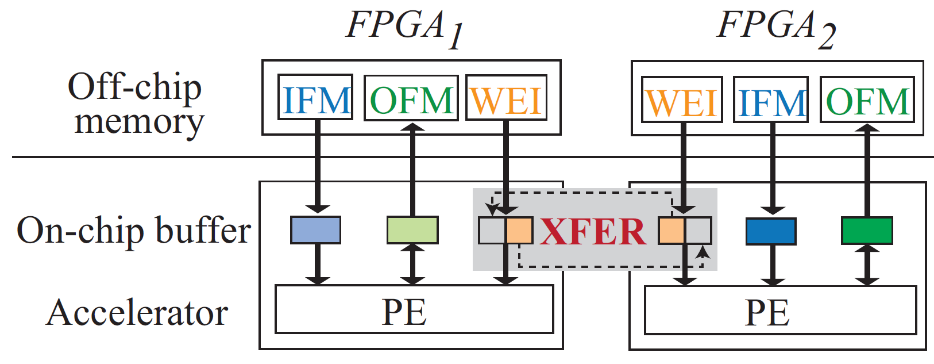 FPGA1 FPGA2
Off-chip memory
IFM OFM WEI WEI IFM OFM
On-chip buffer XFER
Accelerator PE PE